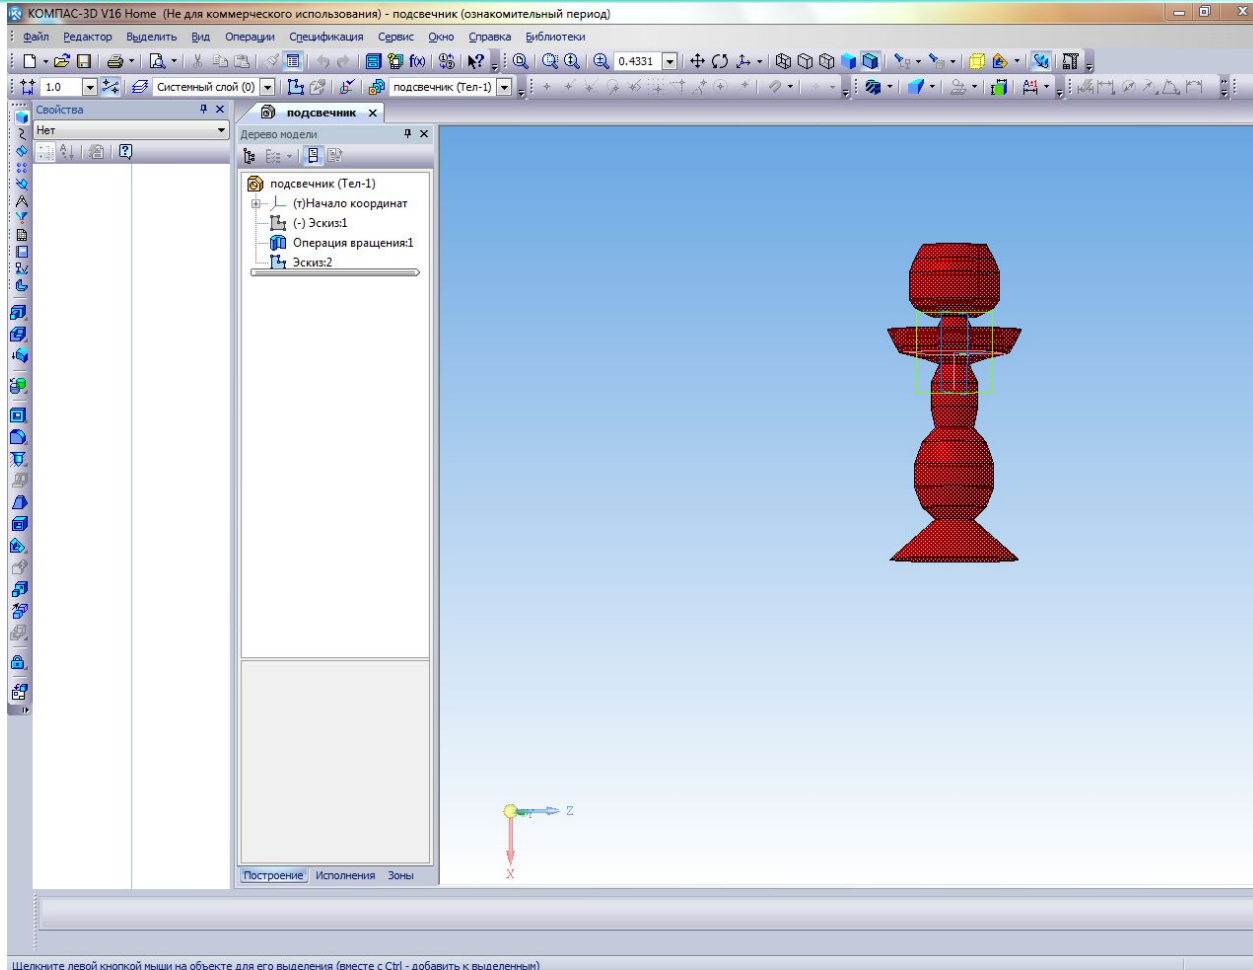 КОМПАС-3D V16 Home (Не для коммерческого использования) - подсвечник (ознакомительный период)
Файл Редактор Выделить Вид Операции Спецификация Сервис Окно Справка Библиотеки
0.4331
1.0 Системный слой (0) подсвечник (Тел-1)
Свойства
подсвечник
Нет
Дерево модели
подсвечник (Тел-1)
(т)Начало координат
(-) Эскиз:1
Операция вращения:1
Эскиз:2
Z
X
Построение Исполнения Зоны
Щелкните левой кнопкой мыши на объекте для его выделения (вместе с Ctrl - добавить к выделенным)